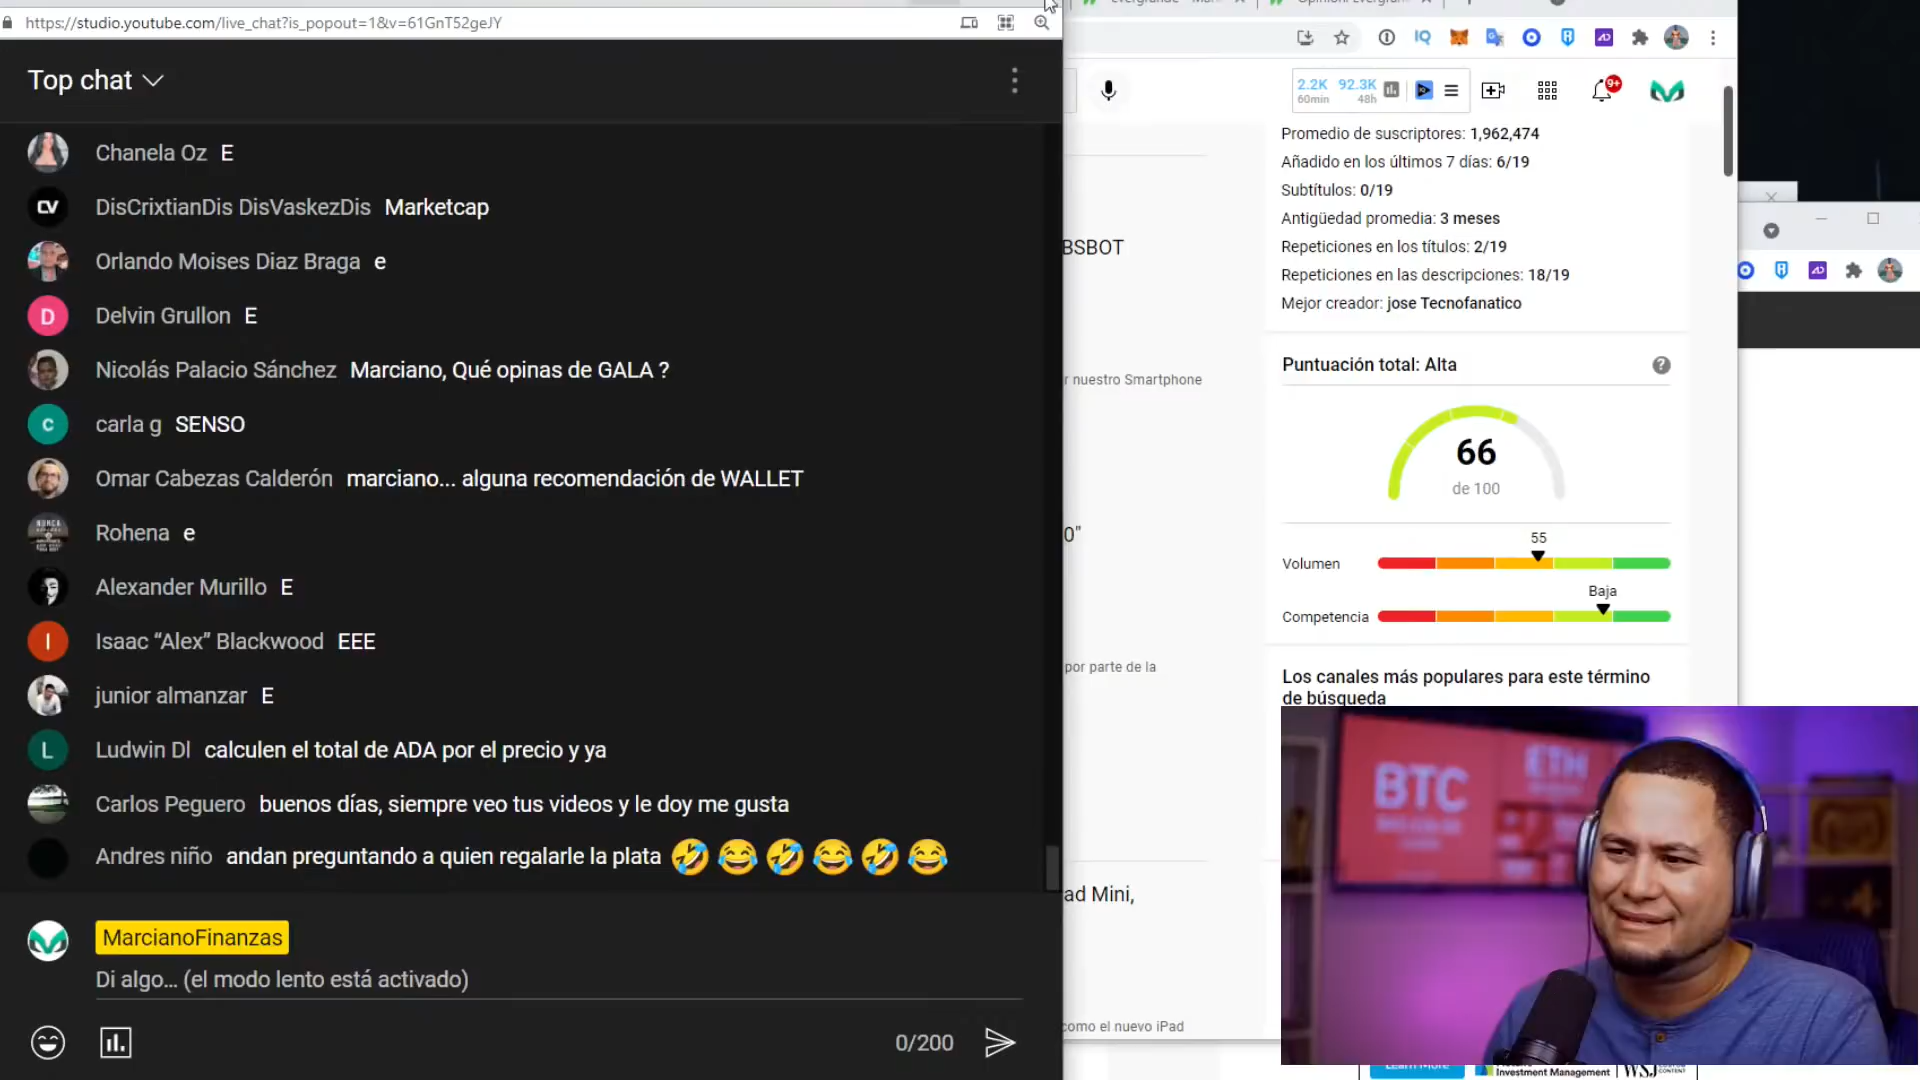 https://studio.youtube.com/live_chat?is_popout=1&v=61GnT52geJY
Top chat
Chanela Oz E
CV DisCrixtianDis DisVaskezDis Marketcap
Orlando Moises Diaz Braga e
D Delvin Grullon E
Nicolás Palacio Sánchez Marciano, Qué opinas de GALA ?
c carla g SENSO
Omar Cabezas Calderón marciano... alguna recomendación de WALLET
Rohena e
Alexander Murillo E
I Isaac “Alex” Blackwood EEE
junior almanzar E
L Ludwin Dl calculen el total de ADA por el precio y ya
Carlos Peguero buenos días, siempre veo tus videos y le doy me gusta
Andres niño andan preguntando a quien regalarle la plata 🤣😂🤣😂🤣😂
MarcianoFinanzas
Di algo... (el modo lento está activado)
0/200
2.2K 92.3K
60min 48h
9+
Promedio de suscriptores: 1,962,474
Añadido en los últimos 7 días: 6/19
Subtítulos: 0/19
Antigüedad promedia: 3 meses
Repeticiones en los títulos: 2/19
Repeticiones en las descripciones: 18/19
Mejor creador: jose Tecnofanatico
BSBOT
r nuestro Smartphone
0"
por parte de la
ad Mini,
como el nuevo iPad
Puntuación total: Alta
66
de 100
55
Volumen
Baja
Competencia
Los canales más populares para este término
de búsqueda
BTC
ETH
Learn More
Investment Management
WSJ